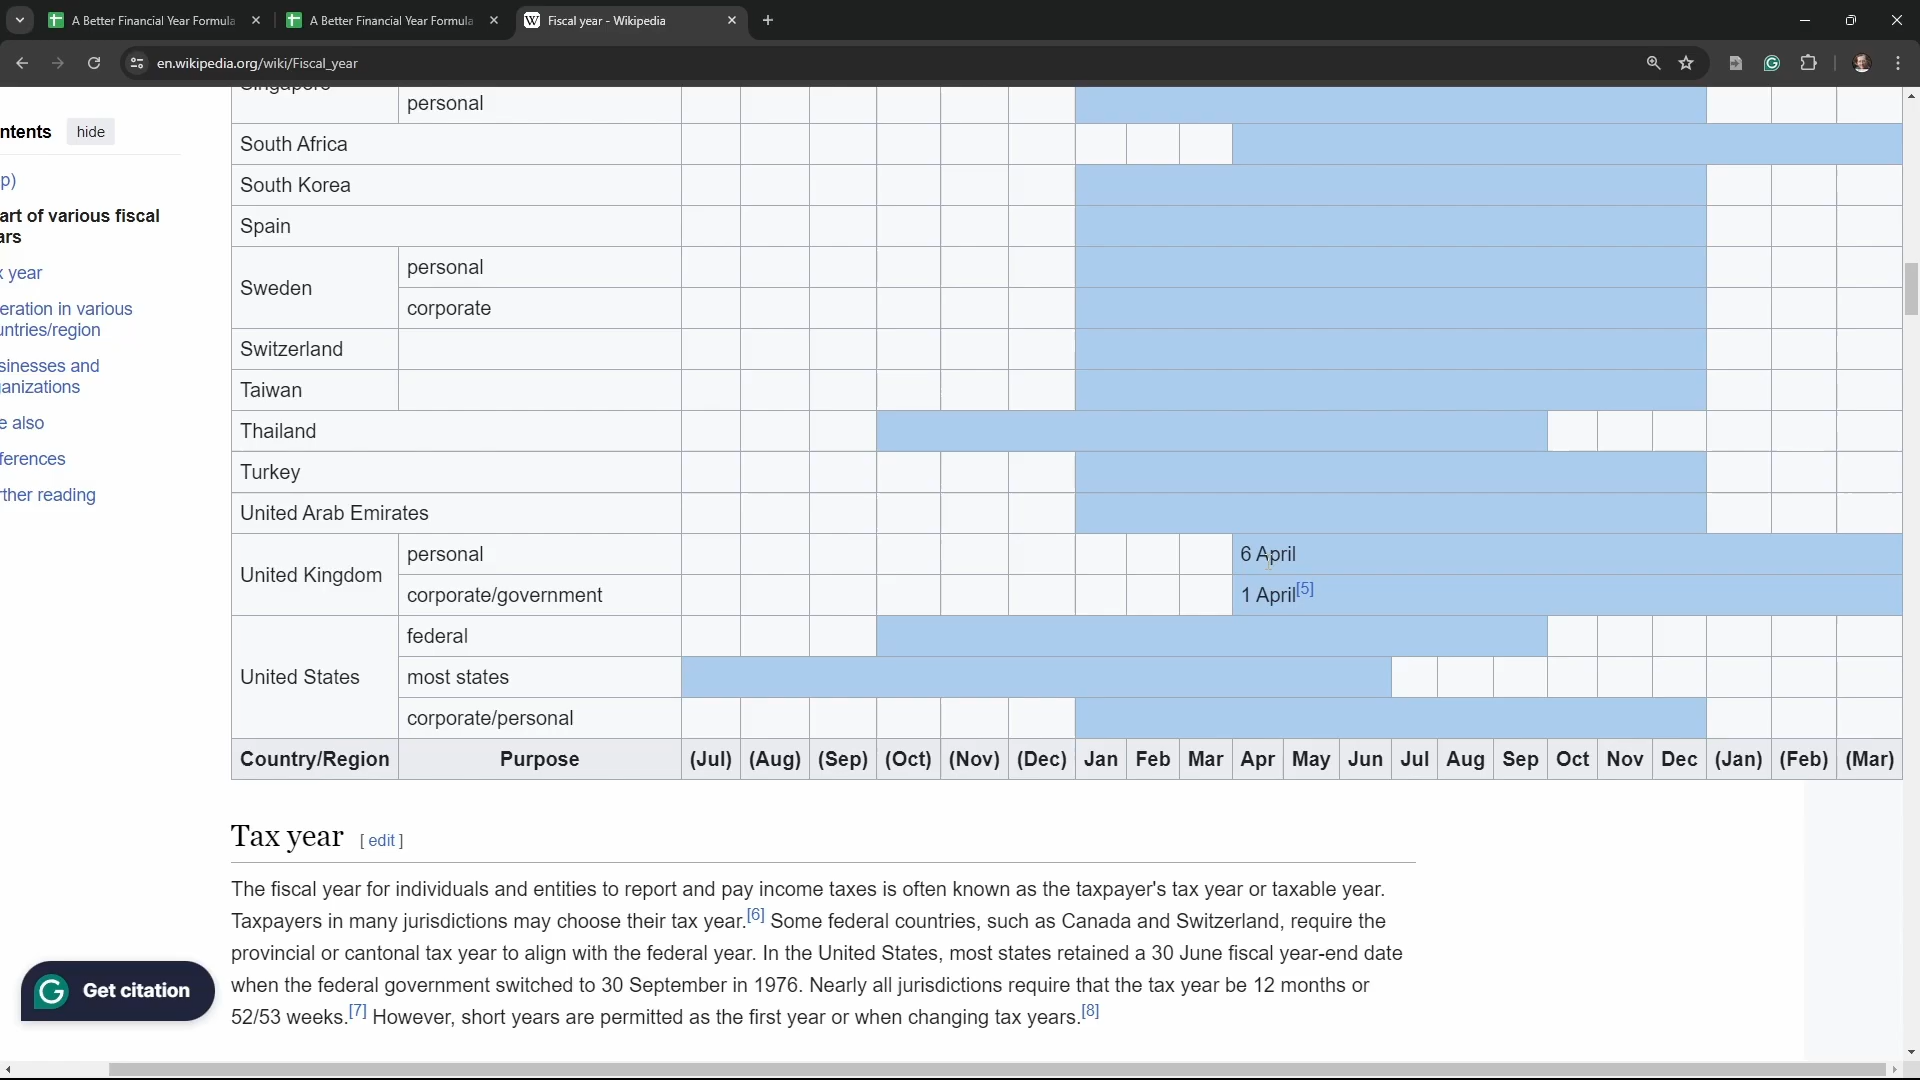 A Better Financial Year Formula
A Better Financial Year Formula
Fiscal year - Wikipedia
en.wikipedia.org/wiki/Fiscal_year
ntents hide
p)
art of various fiscal
ars
x year
eration in various
untries/region
sinesses and
ganizations
e also
ferences
rther reading
Singapore
personal
South Africa
South Korea
Spain
Sweden
personal
corporate
Switzerland
Taiwan
Thailand
Turkey
United Arab Emirates
United Kingdom
personal 6 April
corporate/government 1 April[5]
United States
federal
most states
corporate/personal
Country/Region Purpose (Jul) (Aug) (Sep) (Oct) (Nov) (Dec) Jan Feb Mar Apr May Jun Jul Aug Sep Oct Nov Dec (Jan) (Feb) (Mar)
Tax year [ edit ]
The fiscal year for individuals and entities to report and pay income taxes is often known as the taxpayer's tax year or taxable year.
Taxpayers in many jurisdictions may choose their tax year.[6] Some federal countries, such as Canada and Switzerland, require the
provincial or cantonal tax year to align with the federal year. In the United States, most states retained a 30 June fiscal year-end date
when the federal government switched to 30 September in 1976. Nearly all jurisdictions require that the tax year be 12 months or
52/53 weeks.[7] However, short years are permitted as the first year or when changing tax years.[8]
Get citation